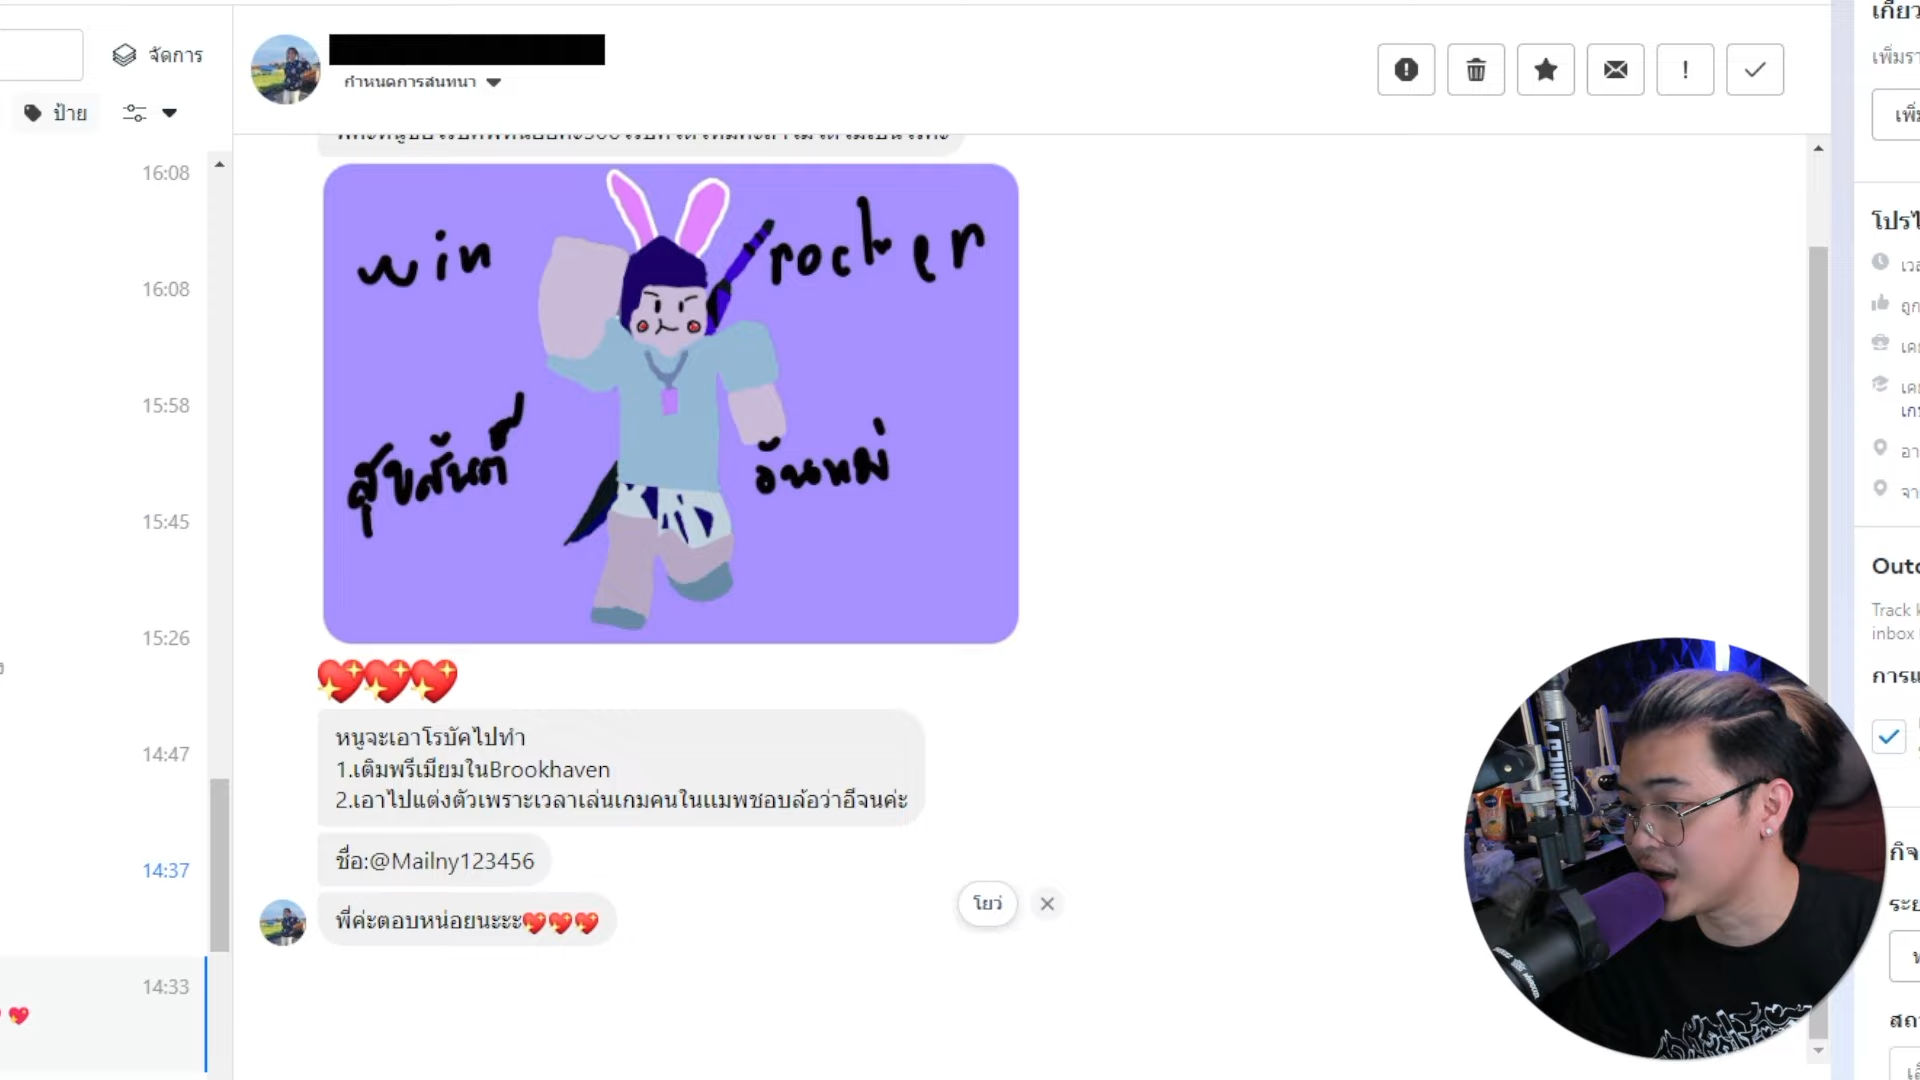 จัดการ
ป้าย
กำหนดการสนทนา
16:08
16:08
15:58
15:45
15:26
14:47
14:37
14:33
win rocker
สุขสันต์
หนูจะเอาโรบัคไปทำ
1.เติมพรีเมียมในBrookhaven
2.เอาไปแต่งตัวเพราะเวลาเล่นเกมคนในแมพชอบล้อว่าอีจนค่ะ
ชื่อ:@Mailny123456
พี่ค่ะตอบหน่อยนะะะ
โยว่
Track
inbox